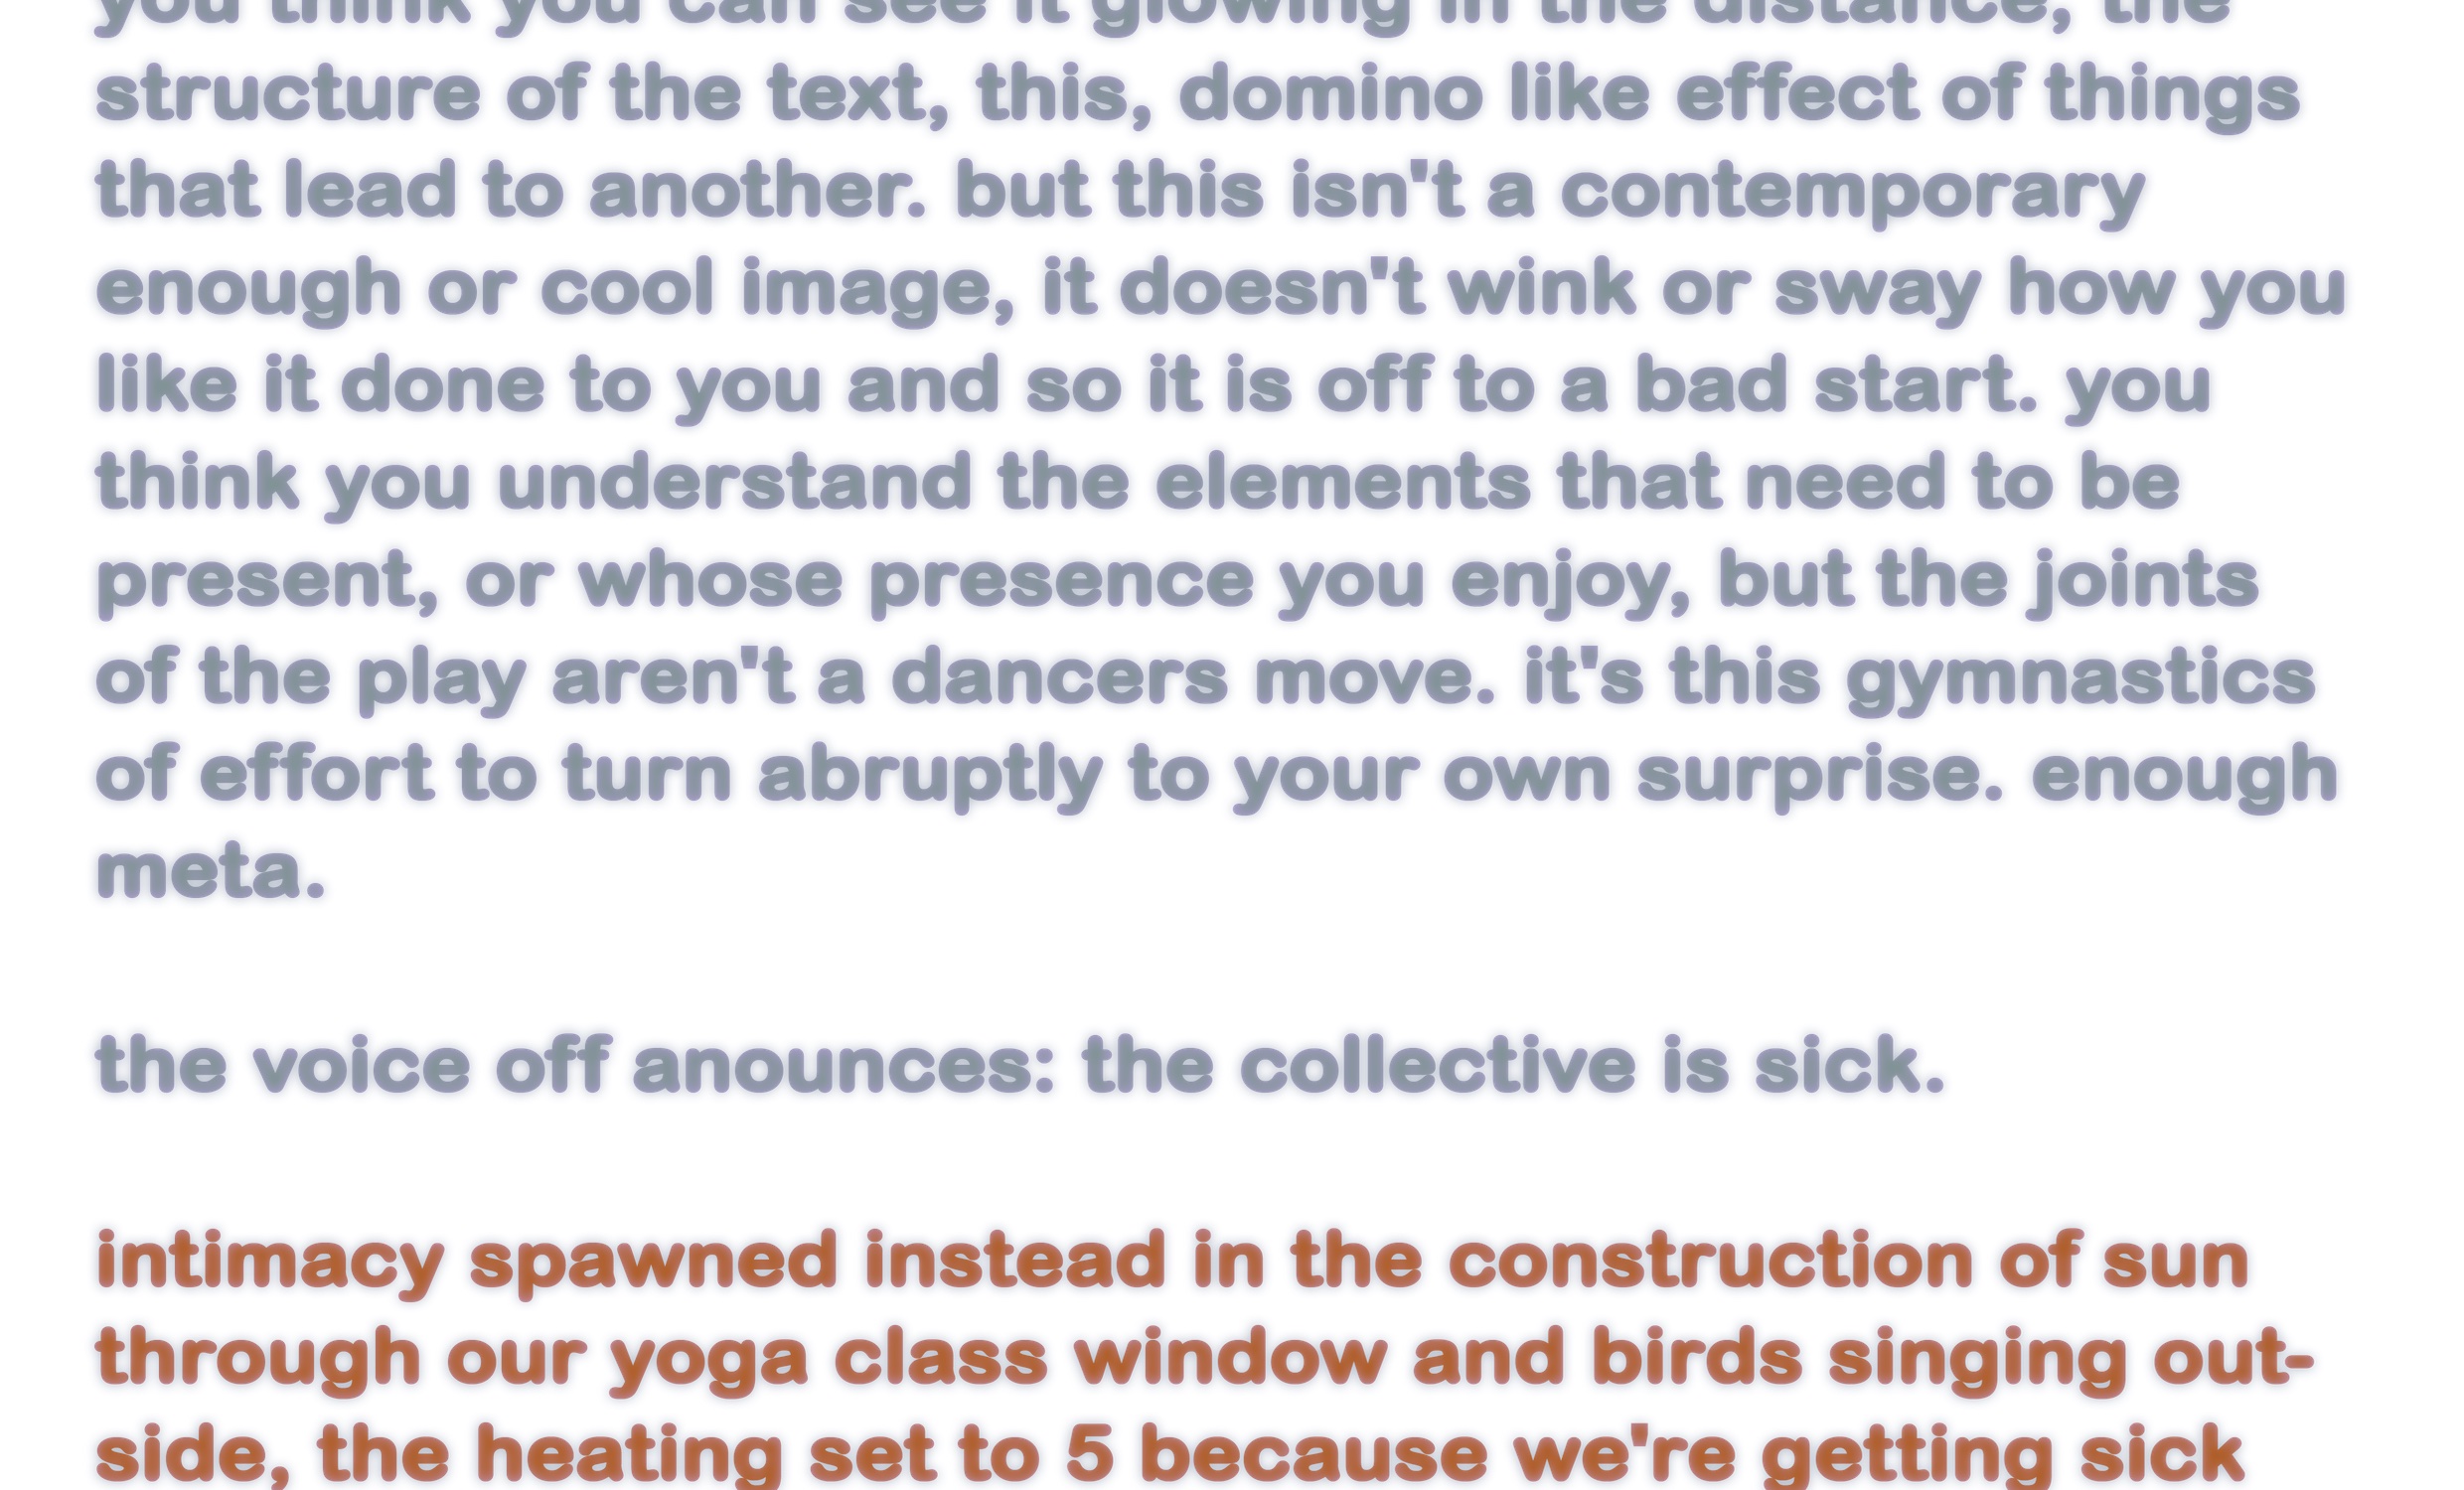 you think you can see it glowing in the distance, the
structure of the text, this, domino like effect of things
that lead to another. but this isn't a contemporary
enough or cool image, it doesn't wink or sway how you
like it done to you and so it is off to a bad start. you
think you understand the elements that need to be
present, or whose presence you enjoy, but the joints
of the play aren't a dancers move. it's this gymnastics
of effort to turn abruptly to your own surprise. enough
meta.
the voice off anounces: the collective is sick.
intimacy spawned instead in the construction of sun
through our yoga class window and birds singing out-
side, the heating set to 5 because we're getting sick